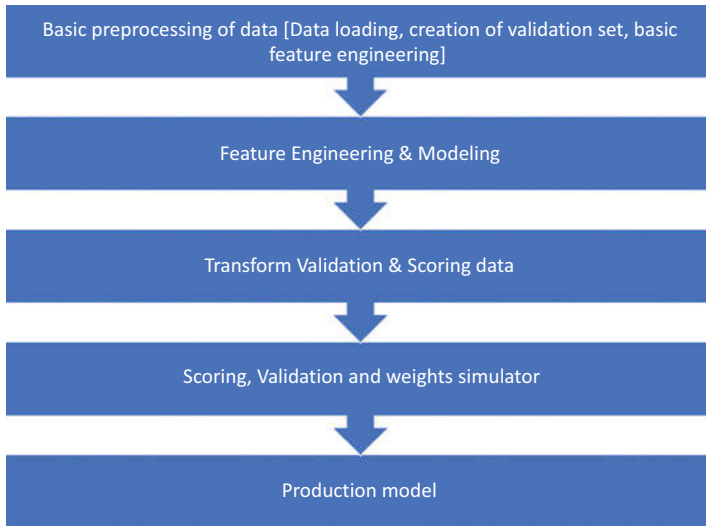 Basic preprocessing of data [Data loading, creation of validation set, basic
feature engineering]
Feature Engineering & Modeling
Transform Validation & Scoring data
Scoring, Validation and weights simulator
Production model